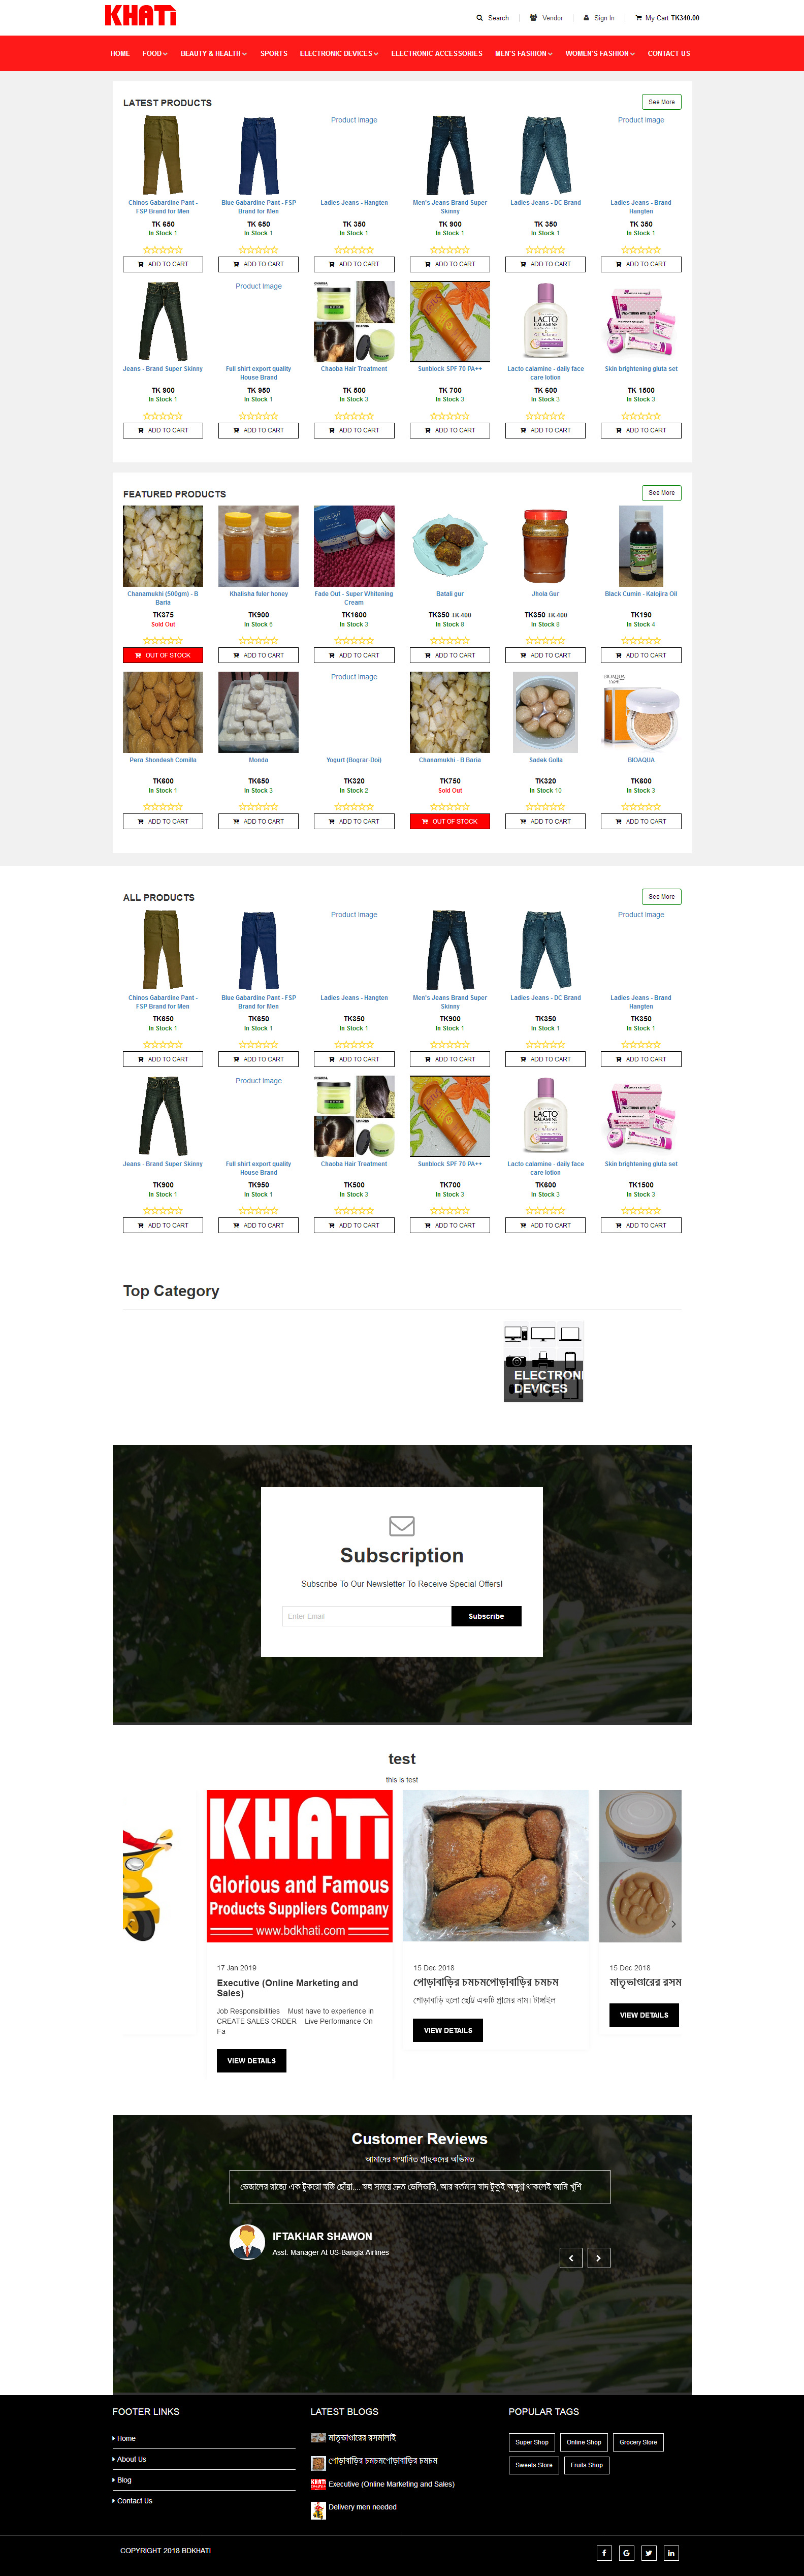 KHATI
Search
Vendor
Sign In
My Cart TK340.00
HOME
FOOD
BEAUTY & HEALTH
SPORTS
ELECTRONIC DEVICES
ELECTRONIC ACCESSORIES
MEN'S FASHION
WOMEN'S FASHION
CONTACT US
LATEST PRODUCTS
See More
Product Image
Product Image
Chinos Gabardine Pant -
FSP Brand for Men
TK 650
In Stock 1
ADD TO CART
Blue Gabardine Pant - FSP
Brand for Men
TK 650
In Stock 1
ADD TO CART
Ladies Jeans - Hangten
TK 350
In Stock 1
ADD TO CART
Men's Jeans Brand Super
Skinny
TK 900
In Stock 1
ADD TO CART
Ladies Jeans - DC Brand
TK 350
In Stock 1
ADD TO CART
Ladies Jeans - Brand
Hangten
TK 350
In Stock 1
ADD TO CART
Jeans - Brand Super Skinny
TK 900
In Stock 1
ADD TO CART
Product Image
Full shirt export quality
House Brand
TK 950
In Stock 1
ADD TO CART
CHAOBA
CHAOBA
Chaoba Hair Treatment
TK 500
In Stock 3
ADD TO CART
Sunblock SPF 70 PA++
TK 700
In Stock 3
ADD TO CART
LACTO
CALAMINE
Lacto calamine - daily face
care lotion
TK 600
In Stock 3
ADD TO CART
Skin brightening gluta set
TK 1500
In Stock 3
ADD TO CART
FEATURED PRODUCTS
See More
Chanamukhi (500gm) - B
Baria
TK375
Sold Out
OUT OF STOCK
Khalisha fuler honey
TK900
In Stock 6
ADD TO CART
FADE OUT
Fade Out - Super Whitening
Cream
TK1600
In Stock 3
ADD TO CART
Batali gur
TK350 TK 400
In Stock 8
ADD TO CART
Jhola Gur
TK350 TK 400
In Stock 8
ADD TO CART
Black Cumin - Kalojira Oil
TK190
In Stock 4
ADD TO CART
Pera Shondesh Comilla
TK600
In Stock 1
ADD TO CART
Monda
TK650
In Stock 3
ADD TO CART
Product Image
Yogurt (Bograr-Doi)
TK320
In Stock 2
ADD TO CART
Chanamukhi - B Baria
TK750
Sold Out
OUT OF STOCK
Sadek Golla
TK320
In Stock 10
ADD TO CART
BIOAQUA
BIOAQUA
TK600
In Stock 3
ADD TO CART
ALL PRODUCTS
See More
Chinos Gabardine Pant -
FSP Brand for Men
TK650
In Stock 1
ADD TO CART
Blue Gabardine Pant - FSP
Brand for Men
TK650
In Stock 1
ADD TO CART
Product Image
Ladies Jeans - Hangten
TK350
In Stock 1
ADD TO CART
Men's Jeans Brand Super
Skinny
TK900
In Stock 1
ADD TO CART
Ladies Jeans - DC Brand
TK350
In Stock 1
ADD TO CART
Product Image
Ladies Jeans - Brand
Hangten
TK350
In Stock 1
ADD TO CART
Jeans - Brand Super Skinny
TK900
In Stock 1
ADD TO CART
Product Image
Full shirt export quality
House Brand
TK950
In Stock 1
ADD TO CART
CHAOBA
CHAOBA
Chaoba Hair Treatment
TK500
In Stock 3
ADD TO CART
Sunblock SPF 70 PA++
TK700
In Stock 3
ADD TO CART
LACTO
CALAMINE
Lacto calamine - daily face
care lotion
TK600
In Stock 3
ADD TO CART
Skin brightening gluta set
TK1500
In Stock 3
ADD TO CART
Top Category
ELECTRONI
DEVICES
Subscription
Subscribe To Our Newsletter To Receive Special Offers!
Enter Email
Subscribe
test
this is test
KHATI
Glorious and Famous
Products Suppliers Company
www.bdkhati.com
17 Jan 2019
Executive (Online Marketing and
Sales)
Job Responsibilities Must have to experience in
CREATE SALES ORDER Live Performance On
Fa
VIEW DETAILS
15 Dec 2018
পোড়াবাড়ির চমচমপোড়াবাড়ির চমচম
পোড়াবাড়ি হলো ছোট্ট একটি গ্রামের নাম। টাঙ্গাইল
VIEW DETAILS
15 Dec 2018
মাতৃভাণ্ডারের রসম
VIEW DETAILS
Customer Reviews
আমাদের সম্মানিত গ্রাহকদের অভিমত
ভেজালের রাজ্যে এক টুকরো স্বস্তি ছোঁয়া.... স্বল্প সময়ে দ্রুত ডেলিভারি, আর বর্তমান স্বাদ টুকুই অক্ষুণ্ণ থাকলেই আমি খুশি
IFTAKHAR SHAWON
Asst. Manager At US-Bangla Airlines
FOOTER LINKS
Home
About Us
Blog
Contact Us
LATEST BLOGS
মাতৃভাণ্ডারের রসমালাই
পোড়াবাড়ির চমচমপোড়াবাড়ির চমচম
KHATI
Executive (Online Marketing and Sales)
Delivery men needed
POPULAR TAGS
Super Shop
Online Shop
Grocery Store
Sweets Store
Fruits Shop
COPYRIGHT 2018 BDKHATI